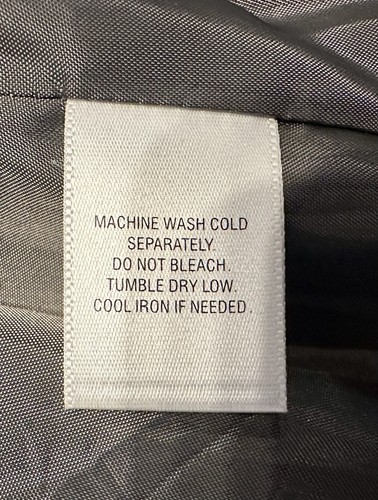 MACHINE WASH COLD
SEPARATELY.
DO NOT BLEACH.
TUMBLE DRY LOW.
COOL IRON IF NEEDED.